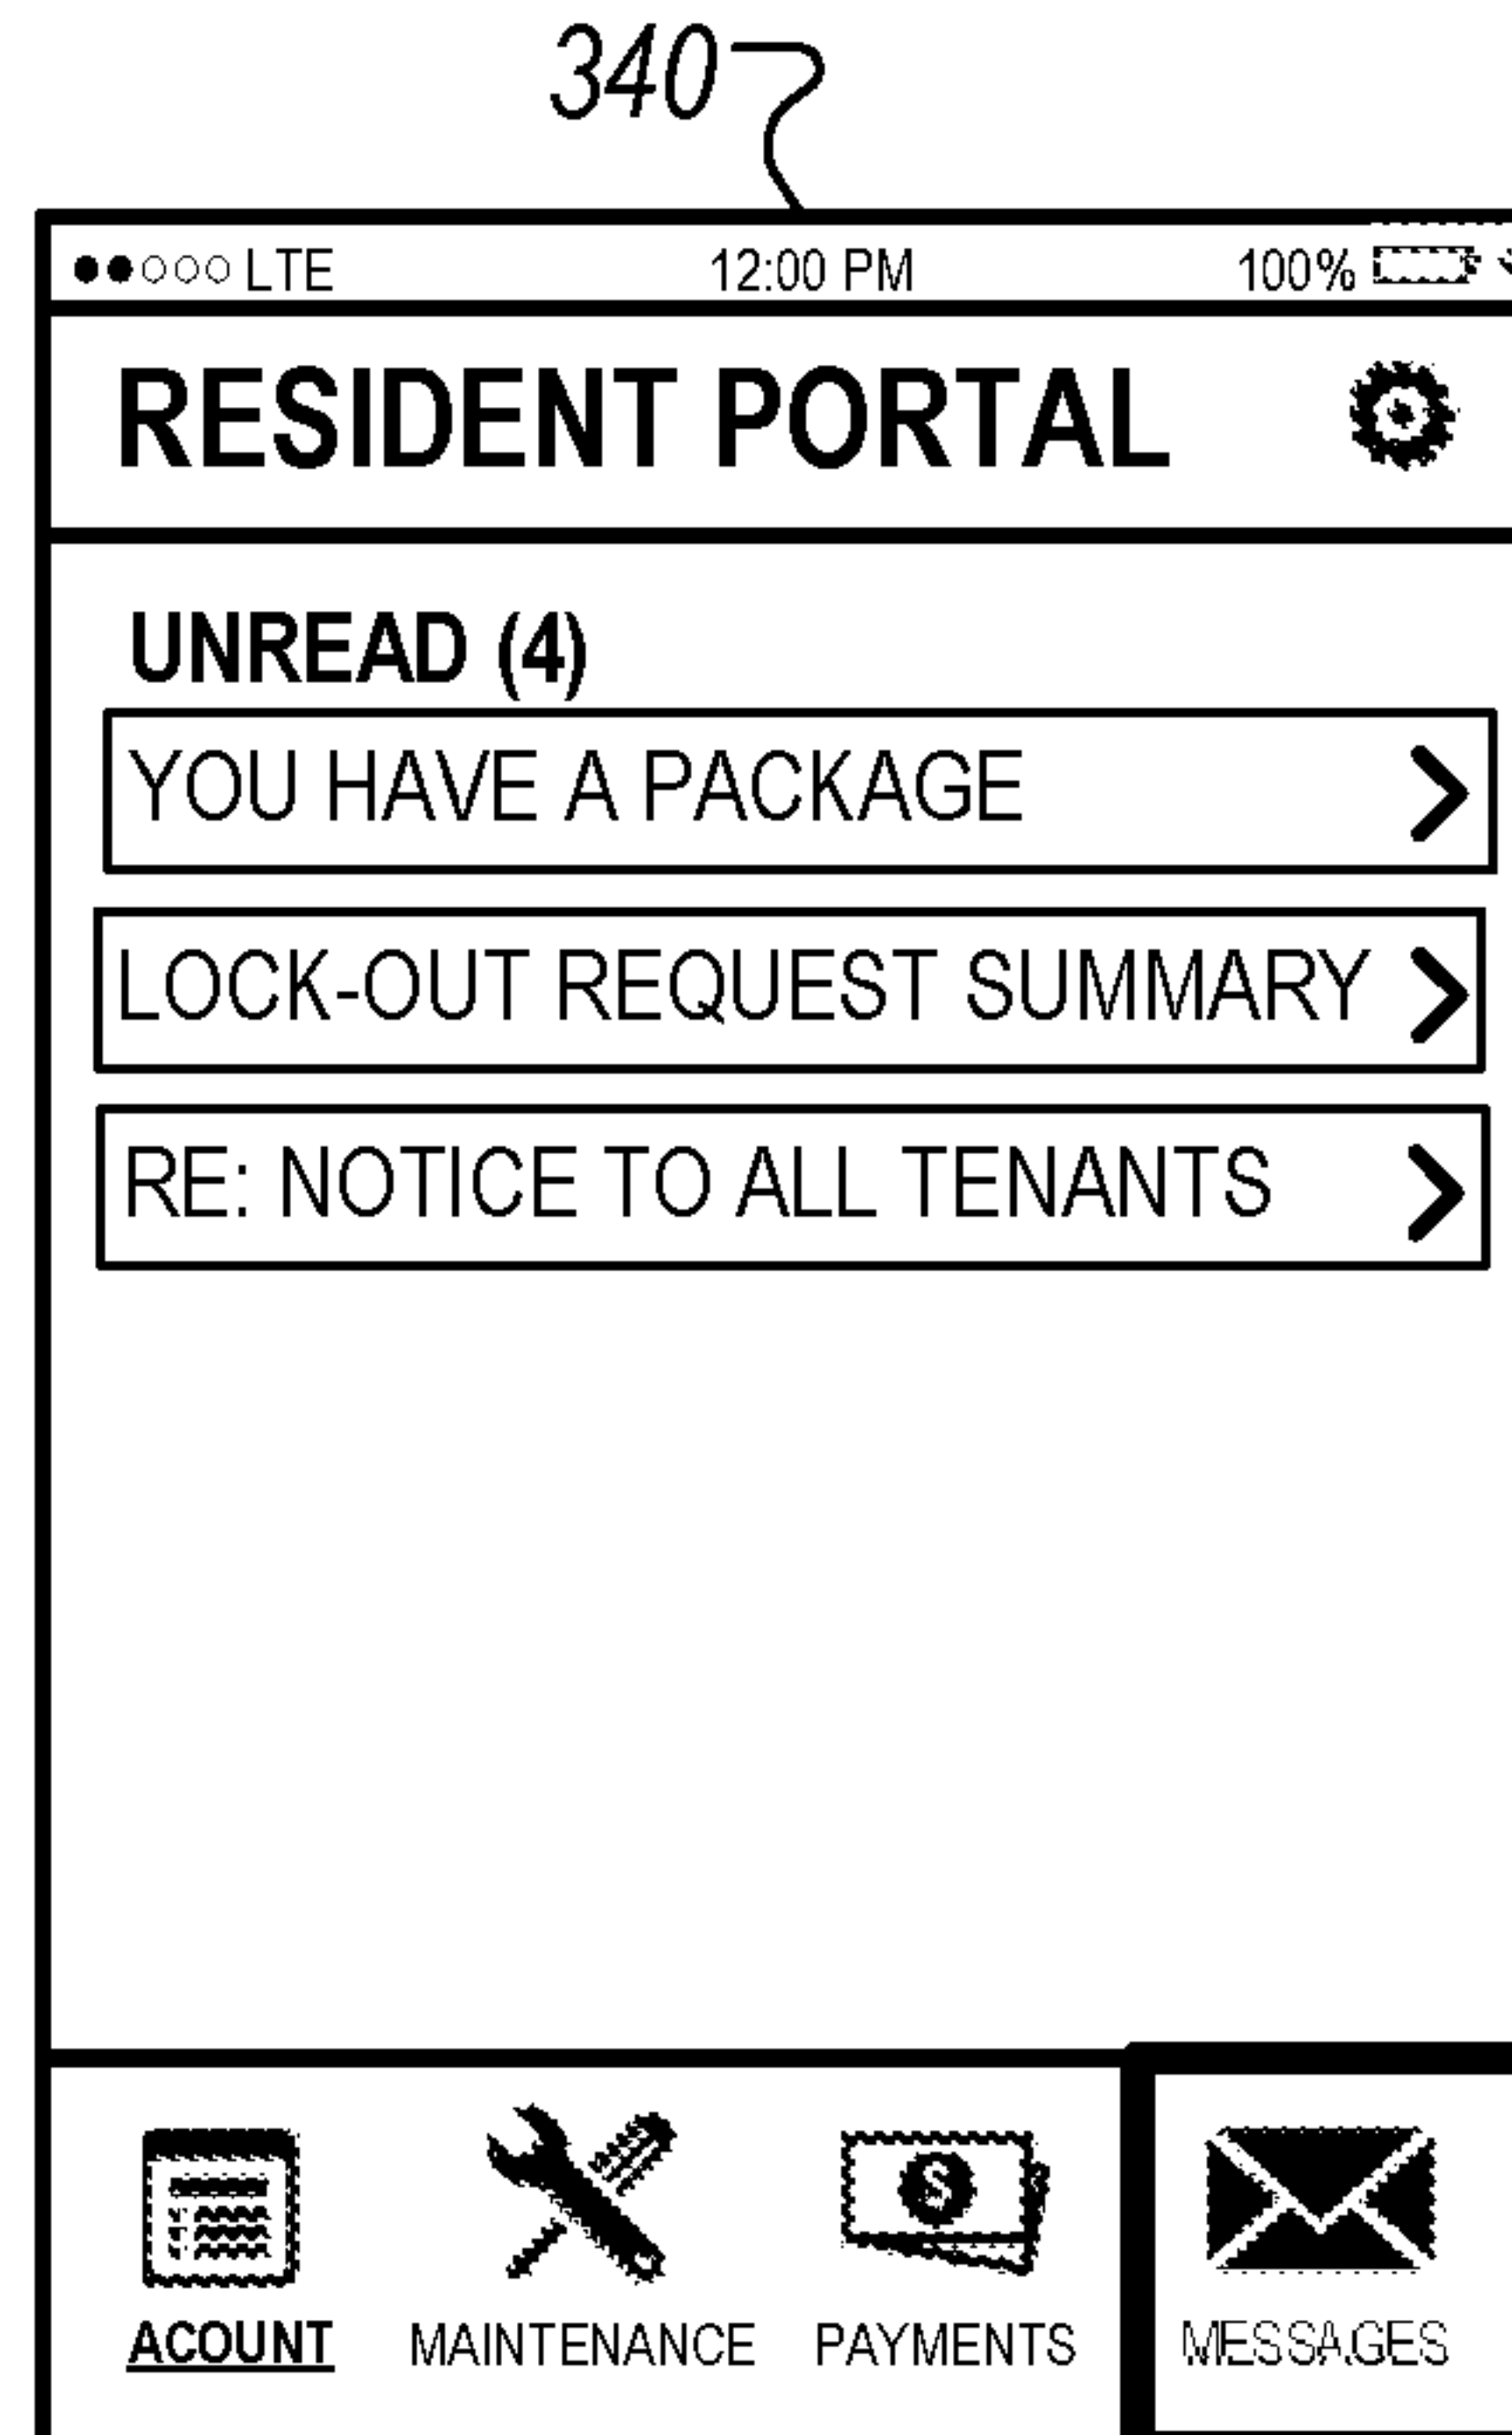 340
●●○○○ LTE 12:00 PM 100%
RESIDENT PORTAL
UNREAD (4)
YOU HAVE A PACKAGE
LOCK-OUT REQUEST SUMMARY
RE: NOTICE TO ALL TENANTS
$
ACOUNT MAINTENANCE PAYMENTS MESSAGES